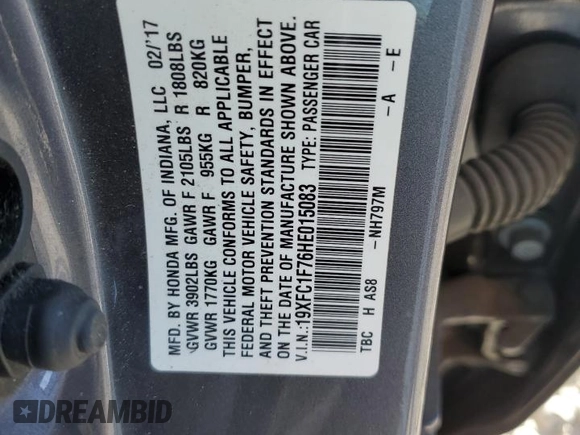 MFD. BY HONDA MFG. OF INDIANA, LLC 02/'17
GVWR 3902LBS GAWR F 2105LBS R 1808LBS
GVWR 1770KG GAWR F 955KG R 820KG
THIS VEHICLE CONFORMS TO ALL APPLICABLE
FEDERAL MOTOR VEHICLE SAFETY, BUMPER,
AND THEFT PREVENTION STANDARDS IN EFFECT
ON THE DATE OF MANUFACTURE SHOWN ABOVE.
V.I.N.:19XFC1F76HE015083 TYPE: PASSENGER CAR
TBC H AS8 -NH797M -A -E
DREAMBID